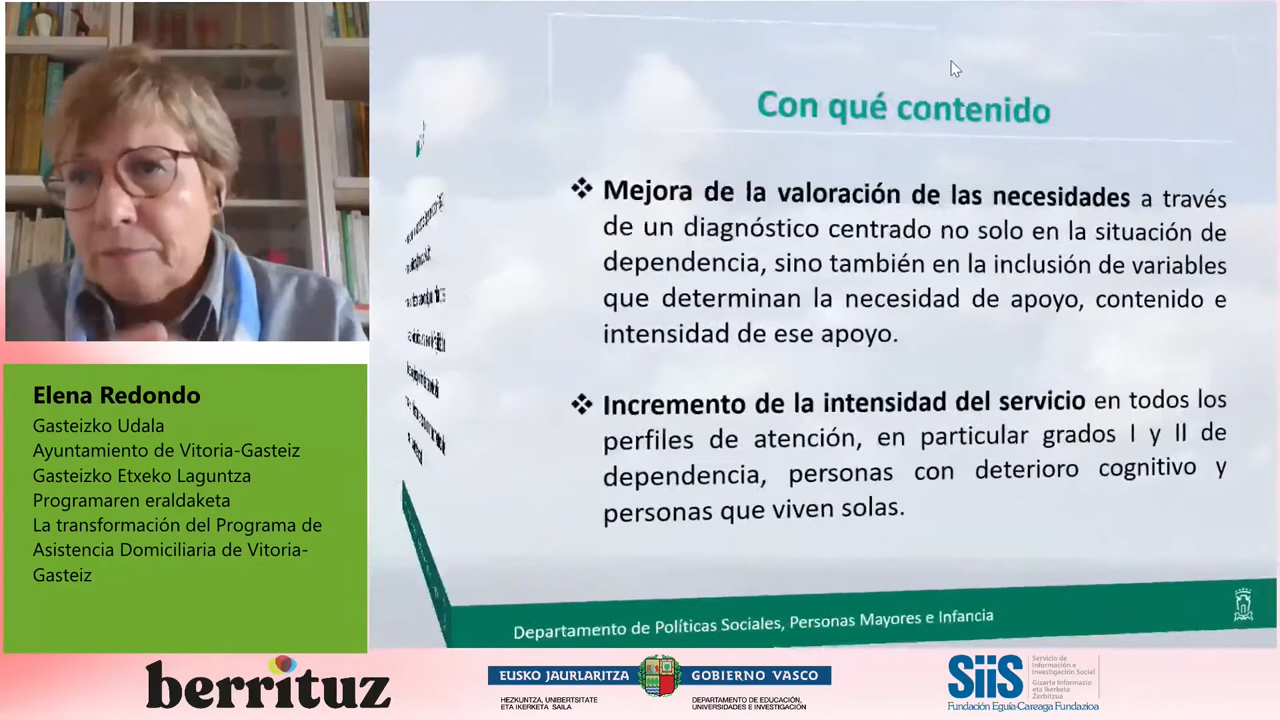 Con qué contenido
❖ Mejora de la valoración de las necesidades a través
de un diagnóstico centrado no solo en la situación de
dependencia, sino también en la inclusión de variables
que determinan la necesidad de apoyo, contenido e
intensidad de ese apoyo.
❖ Incremento de la intensidad del servicio en todos los
perfiles de atención, en particular grados I y II de
dependencia, personas con deterioro cognitivo y
personas que viven solas.
Departamento de Políticas Sociales, Personas Mayores e Infancia
Elena Redondo
Gasteizko Udala
Ayuntamiento de Vitoria-Gasteiz
Gasteizko Etxeko Laguntza
Programaren eraldaketa
La transformación del Programa de
Asistencia Domiciliaria de Vitoria-
Gasteiz
berrituz
EUSKO JAURLARITZA GOBIERNO VASCO
HEZKUNTZA, UNIBERTSITATE
ETA IKERKETA SAILA
DEPARTAMENTO DE EDUCACIÓN,
UNIVERSIDADES E INVESTIGACIÓN
SiiS
Servicio de
Información e
Investigación Social
Gizarte Informazio
eta Ikerketa
Zerbitzua
Fundación Eguía-Careaga Fundazioa